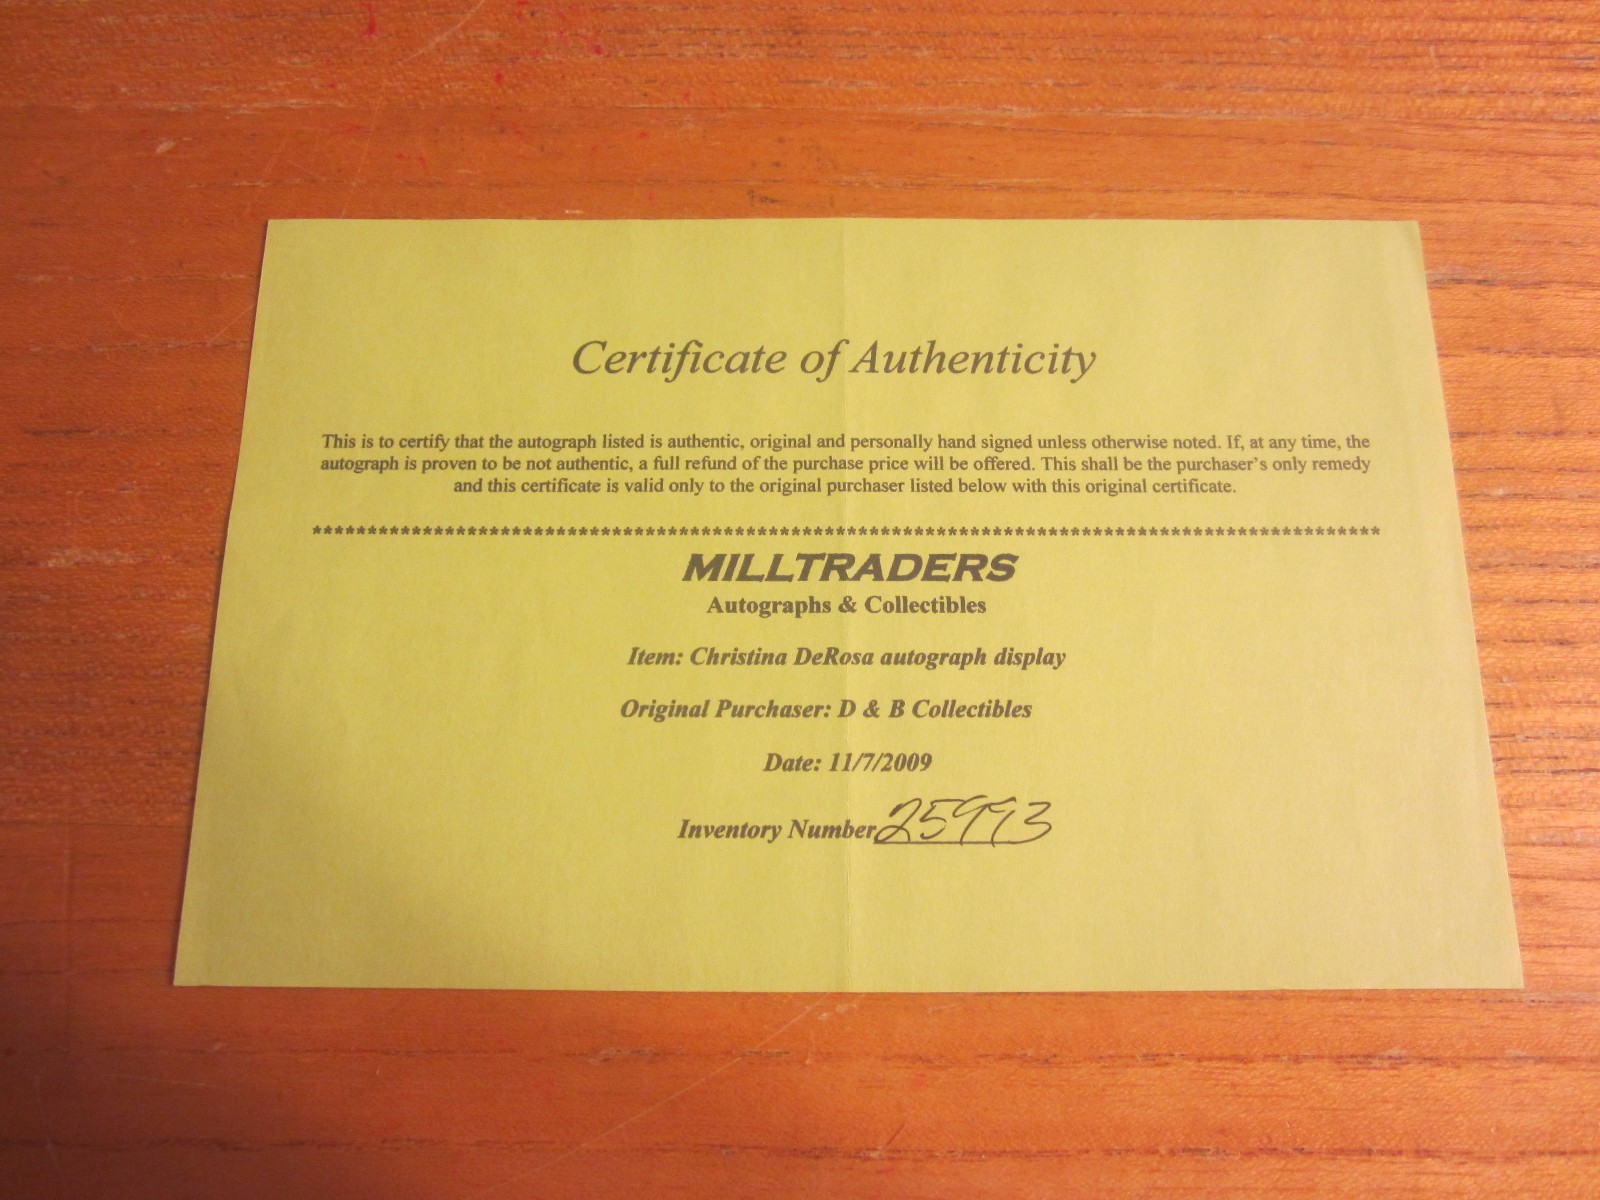 Certificate of Authenticity
This is to certify that the autograph listed is authentic, original and personally hand signed unless otherwise noted. If, at any time, the
autograph is proven to be not authentic, a full refund of the purchase price will be offered. This shall be the purchaser's only remedy
and this certificate is valid only to the original purchaser listed below with this original certificate.
MILLTRADERS
Autographs & Collectibles
Item: Christina DeRosa autograph display
Original Purchaser: D & B Collectibles
Date: 11/7/2009
Inventory Number 25993